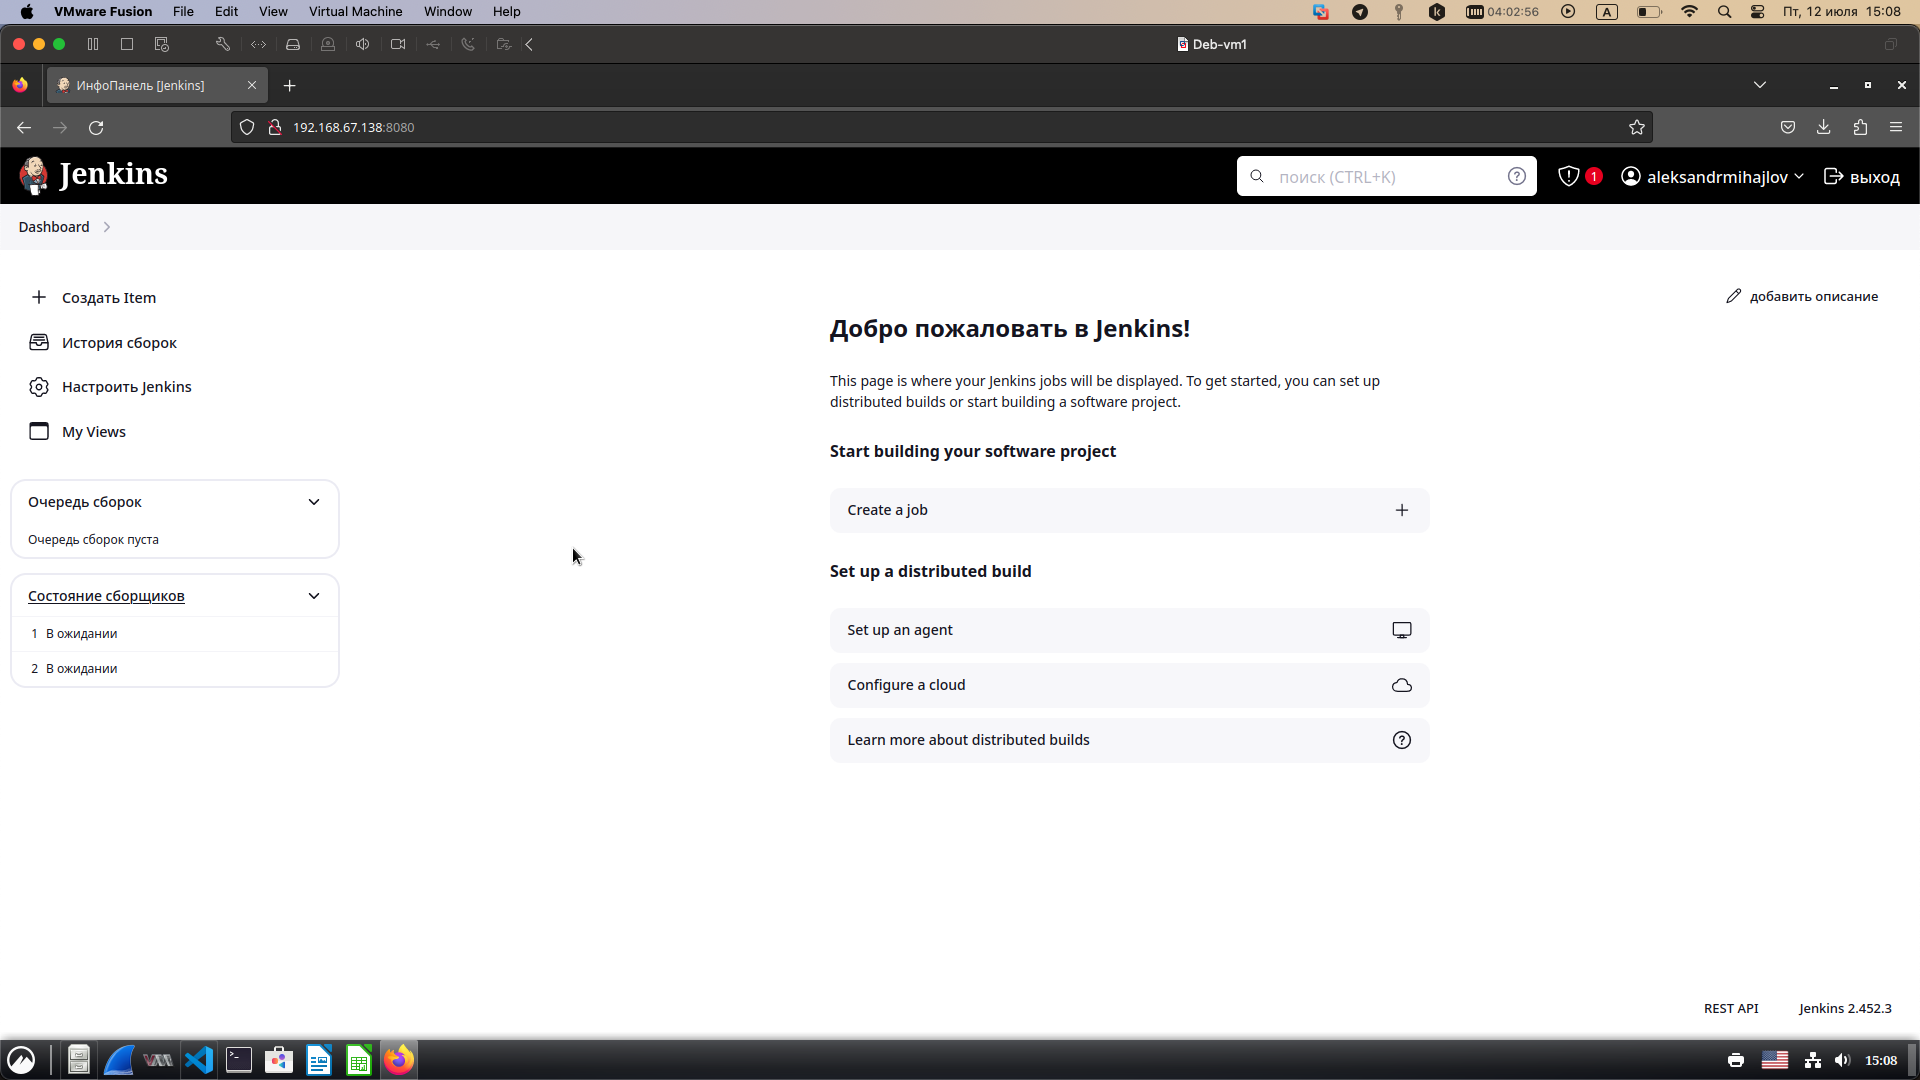 VMware Fusion File Edit View Virtual Machine Window Help 04:02:56 A Пт, 12 июля 15:08
Deb-vm1
ИнфоПанель [Jenkins]
192.168.67.138:8080
Jenkins поиск (CTRL+K) 1 aleksandrmihajlov выход
Dashboard
Создать Item
История сборок
Настроить Jenkins
My Views
Очередь сборок
Очередь сборок пуста
Состояние сборщиков
1 В ожидании
2 В ожидании
добавить описание
Добро пожаловать в Jenkins!
This page is where your Jenkins jobs will be displayed. To get started, you can set up
distributed builds or start building a software project.
Start building your software project
Create a job
Set up a distributed build
Set up an agent
Configure a cloud
Learn more about distributed builds
REST API Jenkins 2.452.3
15:08